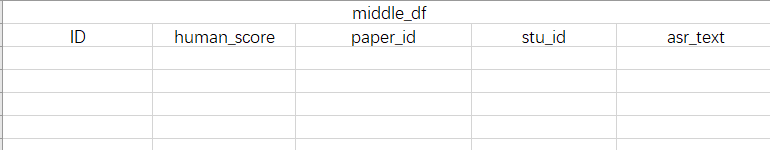 middle_df
ID human_score paper_id stu_id asr_text